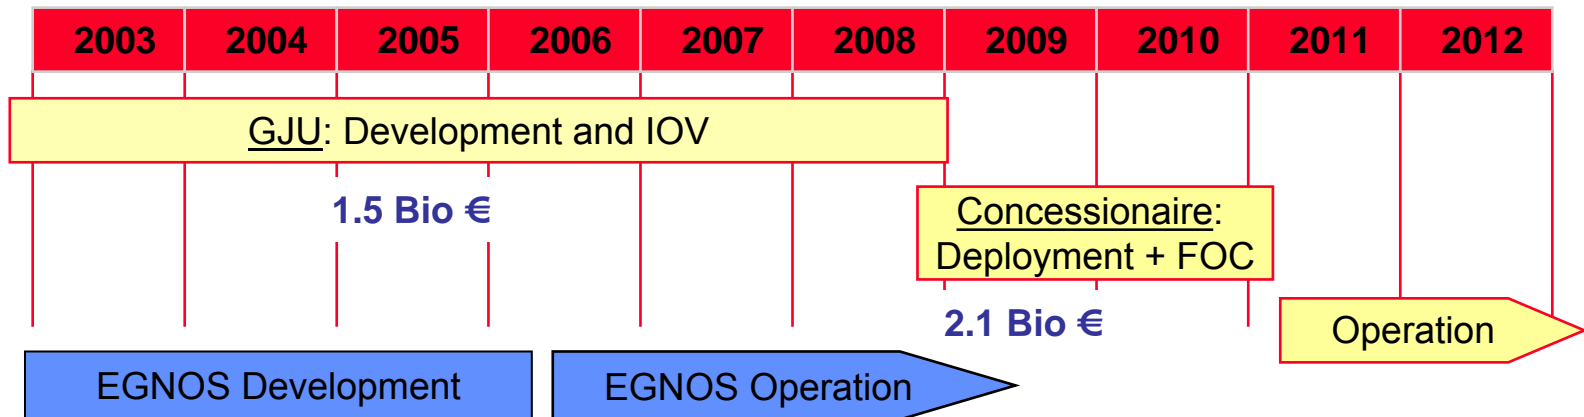 2003 2004 2005 2006 2007 2008 2009 2010 2011 2012
GJU: Development and IOV
1.5 Bio €
Concessionaire:
Deployment + FOC
2.1 Bio €
Operation
EGNOS Development
EGNOS Operation